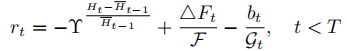 r_t = -\Upsilon^{\frac{H_t - \overline{H}_{t-1}}{\overline{H}_{t-1}}} + \frac{\triangle F_t}{\mathcal{F}} - \frac{b_t}{\mathcal{G}_t}, \quad t < T